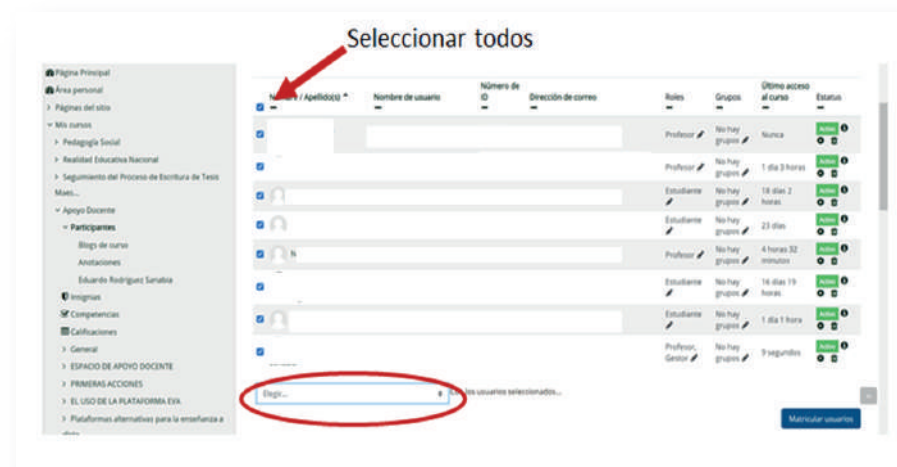 Seleccionar todos
Página Principal
Área personal
Páginas del sitio
Mis cursos
Pedagogía Social
Realidad Educativa Nacional
Seguimiento del Proceso de Escritura de Tesis
Maes...
Apoyo Docente
Participantes
Blogs de curso
Anotaciones
Eduardo Rodríguez Sanabia
Insignias
Competencias
Calificaciones
General
ESPACIO DE APOYO DOCENTE
PRIMERAS ACCIONES
EL USO DE LA PLATAFORMA EVA
Plataformas alternativas para la enseñanza a
/ Apellido(s) Nombre de usuario Número de ID Dirección de correo Roles Grupos Último acceso al curso Estatus
Profesor No hay grupos Nunca Activo
Profesor No hay grupos 1 día 3 horas Activo
Estudiante No hay grupos 18 días 2 horas Activo
Estudiante No hay grupos 23 días Activo
N Profesor No hay grupos 4 horas 32 minutos Activo
Estudiante No hay grupos 16 días 19 horas Activo
Estudiante No hay grupos 1 día 1 hora Activo
Profesor, Gestor No hay grupos 9 segundos Activo
Elegir... los usuarios seleccionados...
Matricular usuarios